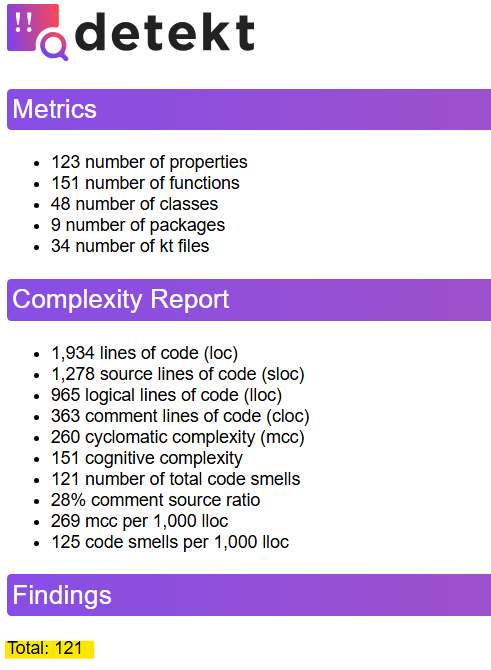 !! detekt
Metrics
123 number of properties
151 number of functions
48 number of classes
9 number of packages
34 number of kt files
Complexity Report
1,934 lines of code (loc)
1,278 source lines of code (sloc)
965 logical lines of code (lloc)
363 comment lines of code (cloc)
260 cyclomatic complexity (mcc)
151 cognitive complexity
121 number of total code smells
28% comment source ratio
269 mcc per 1,000 lloc
125 code smells per 1,000 lloc
Findings
Total: 121